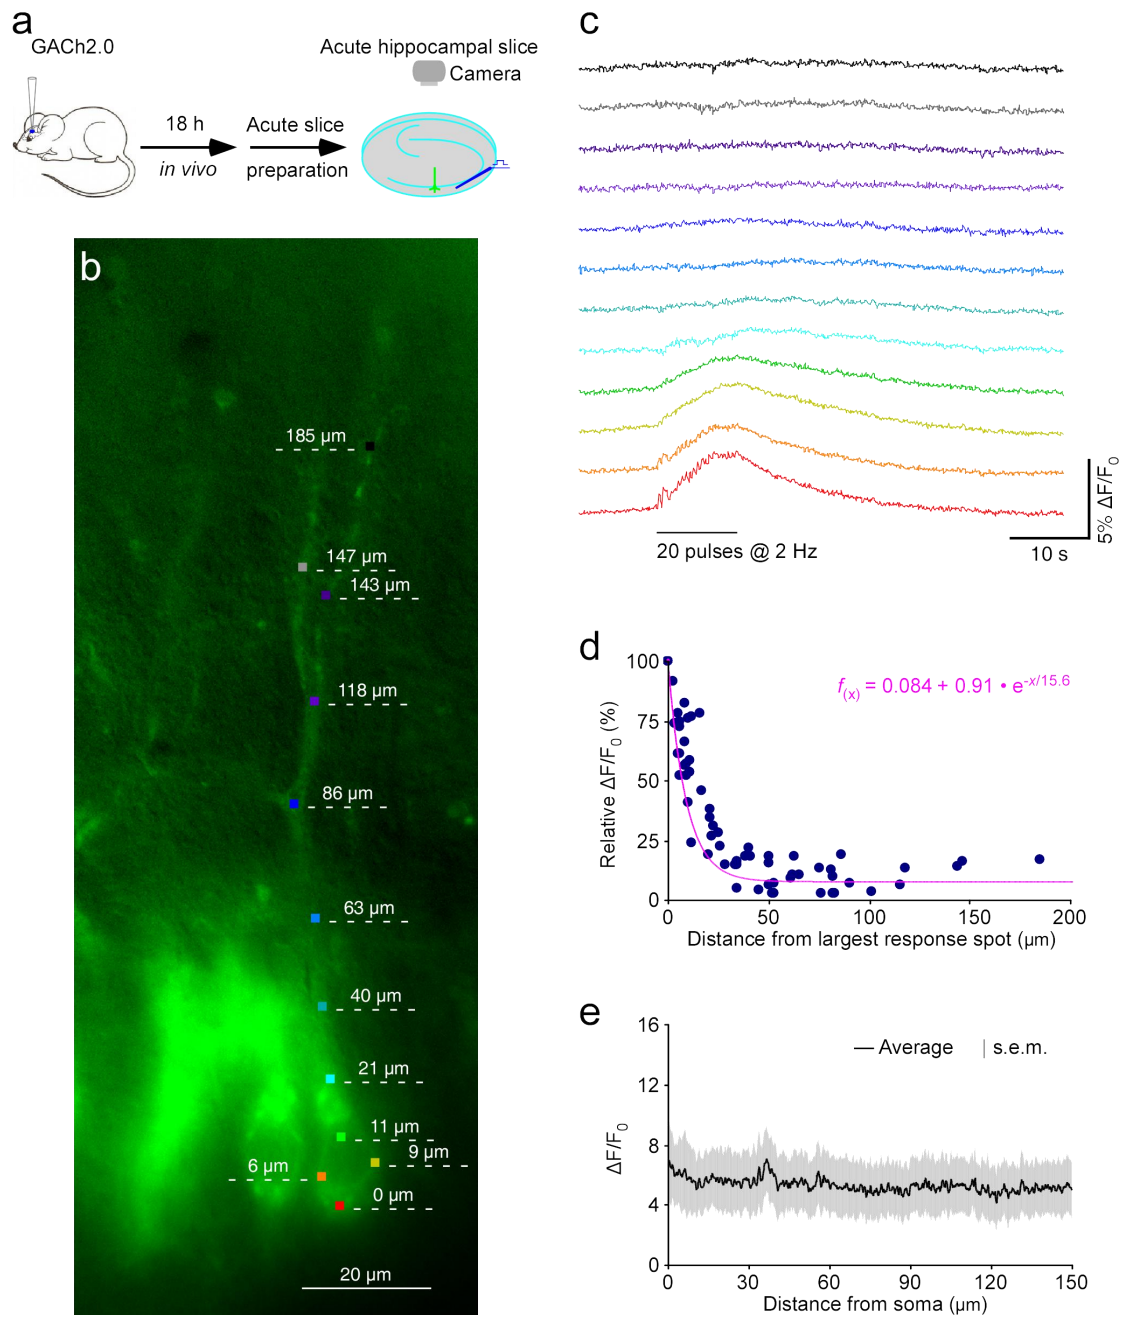 a
GACh2.0
18 h
in vivo
Acute slice
preparation
Acute hippocampal slice
Camera
b
185 µm
147 µm
143 µm
118 µm
86 µm
63 µm
40 µm
21 µm
11 µm
9 µm
6 µm
0 µm
20 µm
c
20 pulses @ 2 Hz
10 s
5% ΔF/F0
d
Relative ΔF/F0 (%)
100
75
50
25
0
f(x) = 0.084 + 0.91 • e-x/15.6
0 50 100 150 200
Distance from largest response spot (µm)
e
ΔF/F0
16
12
8
4
0
Average s.e.m.
0 30 60 90 120 150
Distance from soma (µm)